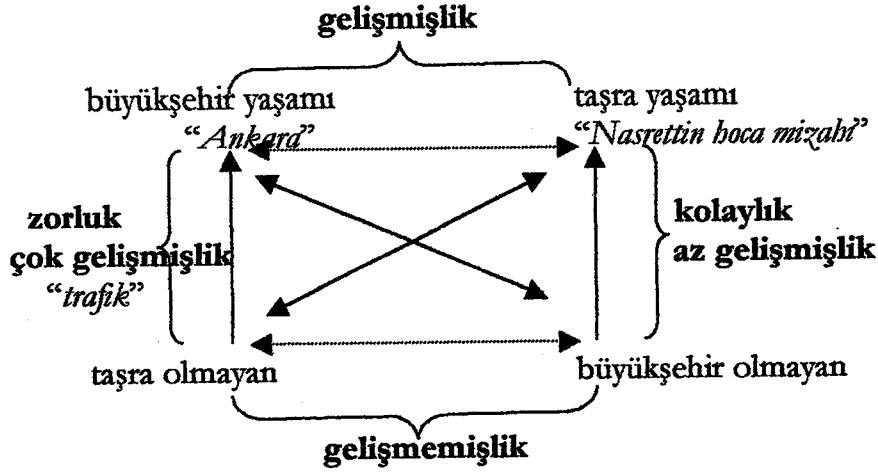 gelişmişlik
büyükşehir yaşamı
“Ankara”
taşra yaşamı
“Nasrettin hoca mizahı”
zorluk
çok gelişmişlik
“trafik”
kolaylık
az gelişmişlik
taşra olmayan
büyükşehir olmayan
gelişmemişlik